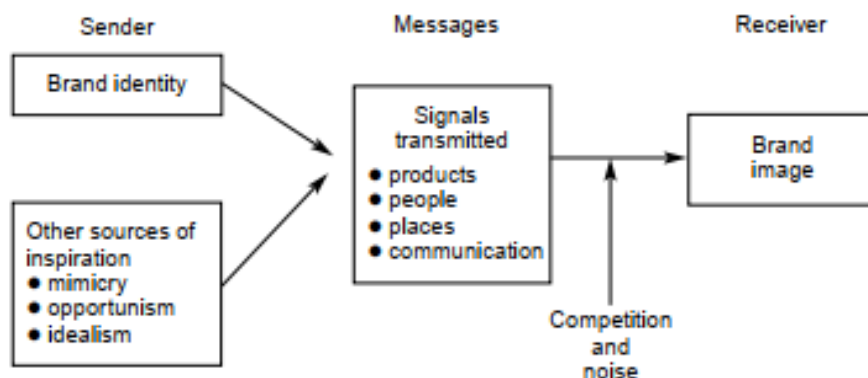 Sender
Messages
Receiver
Brand identity
Other sources of
inspiration
● mimicry
● opportunism
● idealism
Signals
transmitted
● products
● people
● places
● communication
Brand
image
Competition
and
noise